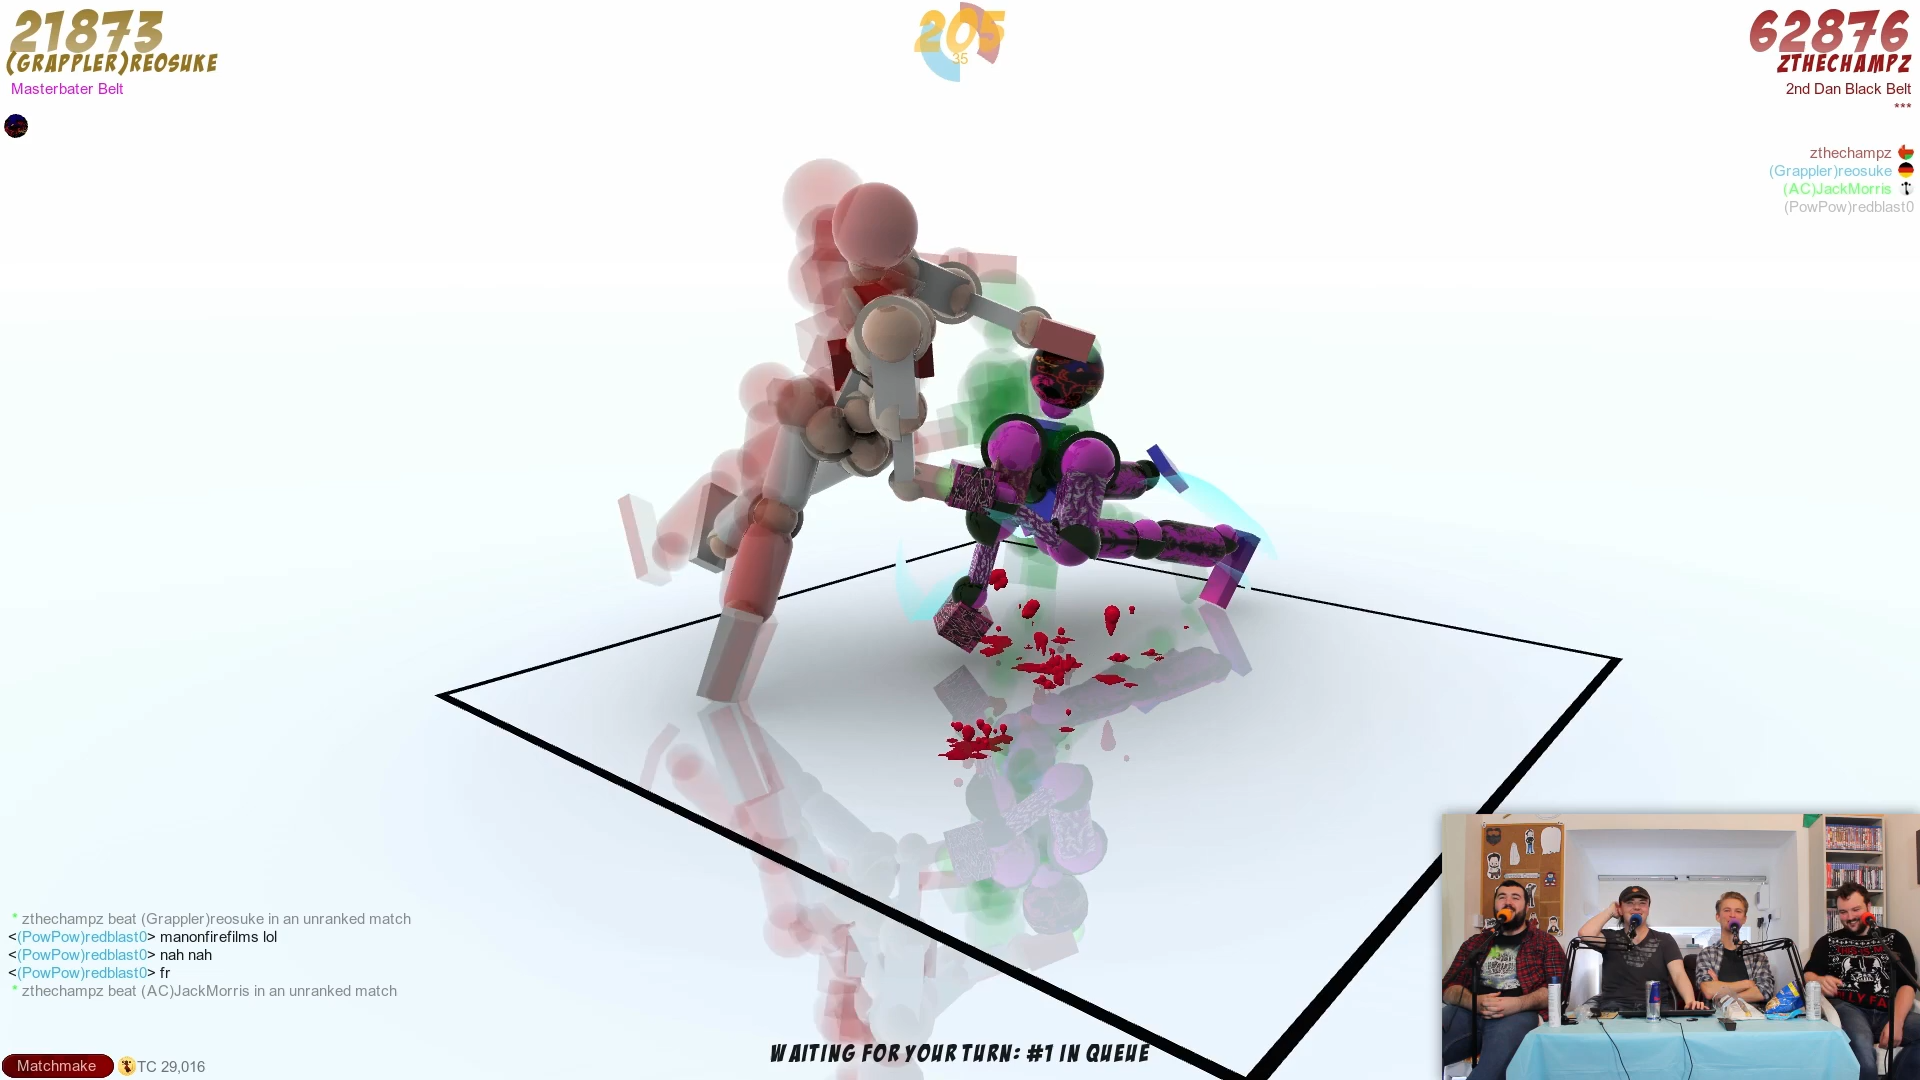 21873
(GRAPPLER)REOSUKE
Masterbater Belt
205
35
62876
ZTHECHAMPZ
2nd Dan Black Belt
***
zthechampz
(Grappler)reosuke
(AC)JackMorris
(PowPow)redblast0
* zthechampz beat (Grappler)reosuke in an unranked match
<(PowPow)redblast0> manonfirefilms lol
<(PowPow)redblast0> nah nah
<(PowPow)redblast0> fr
* zthechampz beat (AC)JackMorris in an unranked match
WAITING FOR YOUR TURN: #1 IN QUEUE
Matchmake
TC 29,016